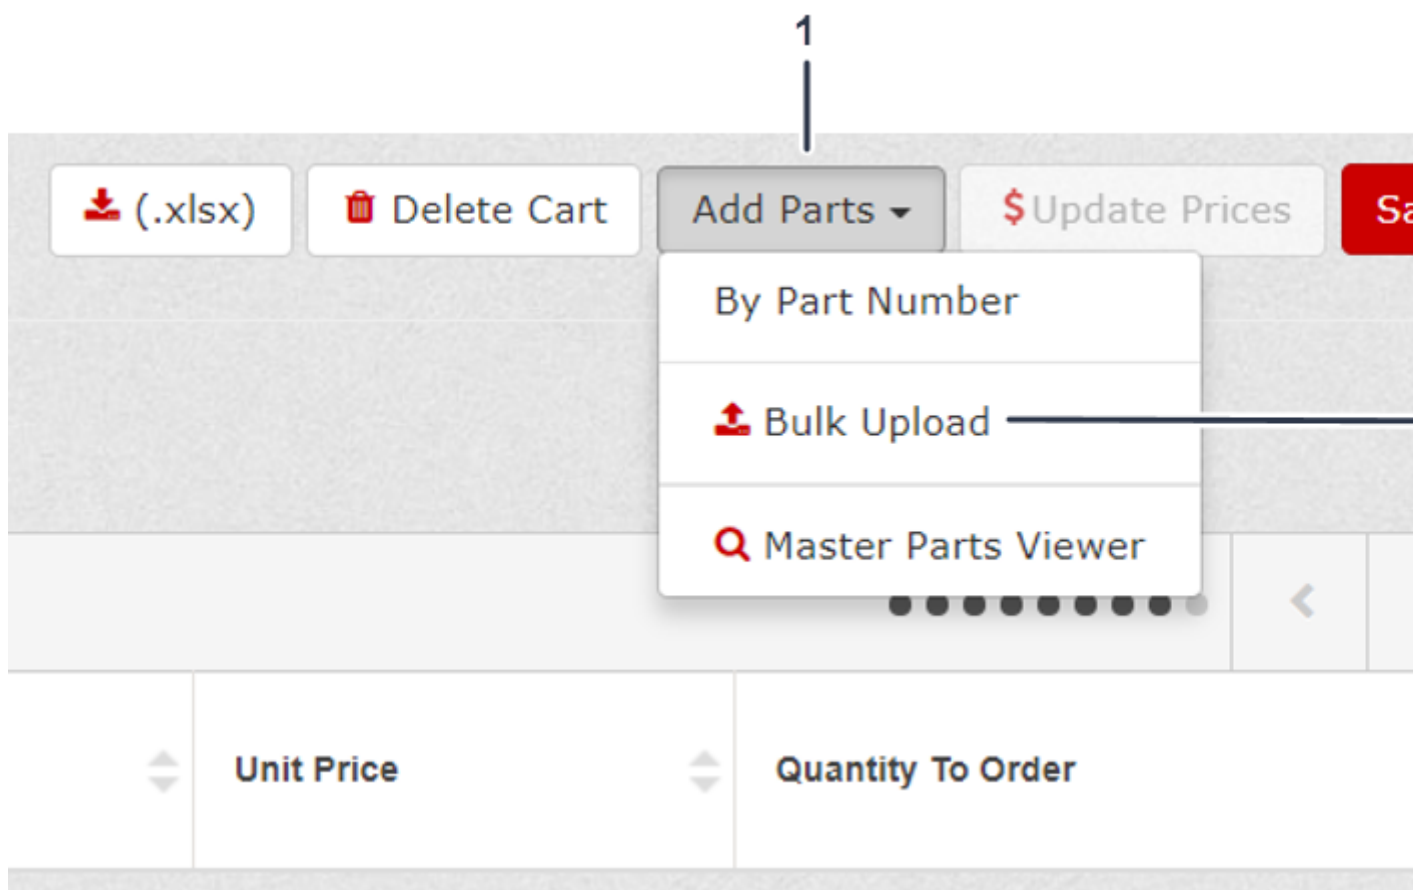 1
(.xlsx) Delete Cart Add Parts $Update Prices Sa
By Part Number
Bulk Upload
Master Parts Viewer
Unit Price Quantity To Order